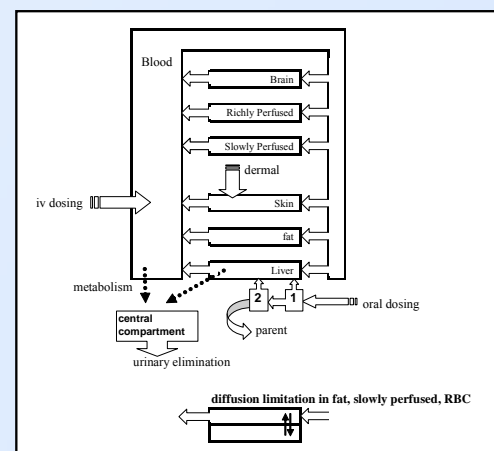 Blood
Brain
Richly Perfused
Slowly Perfused
dermal
iv dosing
Skin
fat
Liver
metabolism
2
1
oral dosing
central
compartment
parent
urinary elimination
diffusion limitation in fat, slowly perfused, RBC